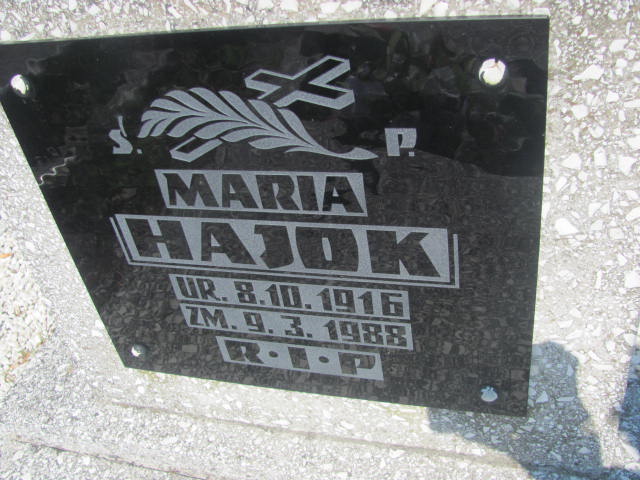 Ś. P.
MARIA
HAJOK
UR. 8.10.1916
ZM. 9.3.1988
R·I·P